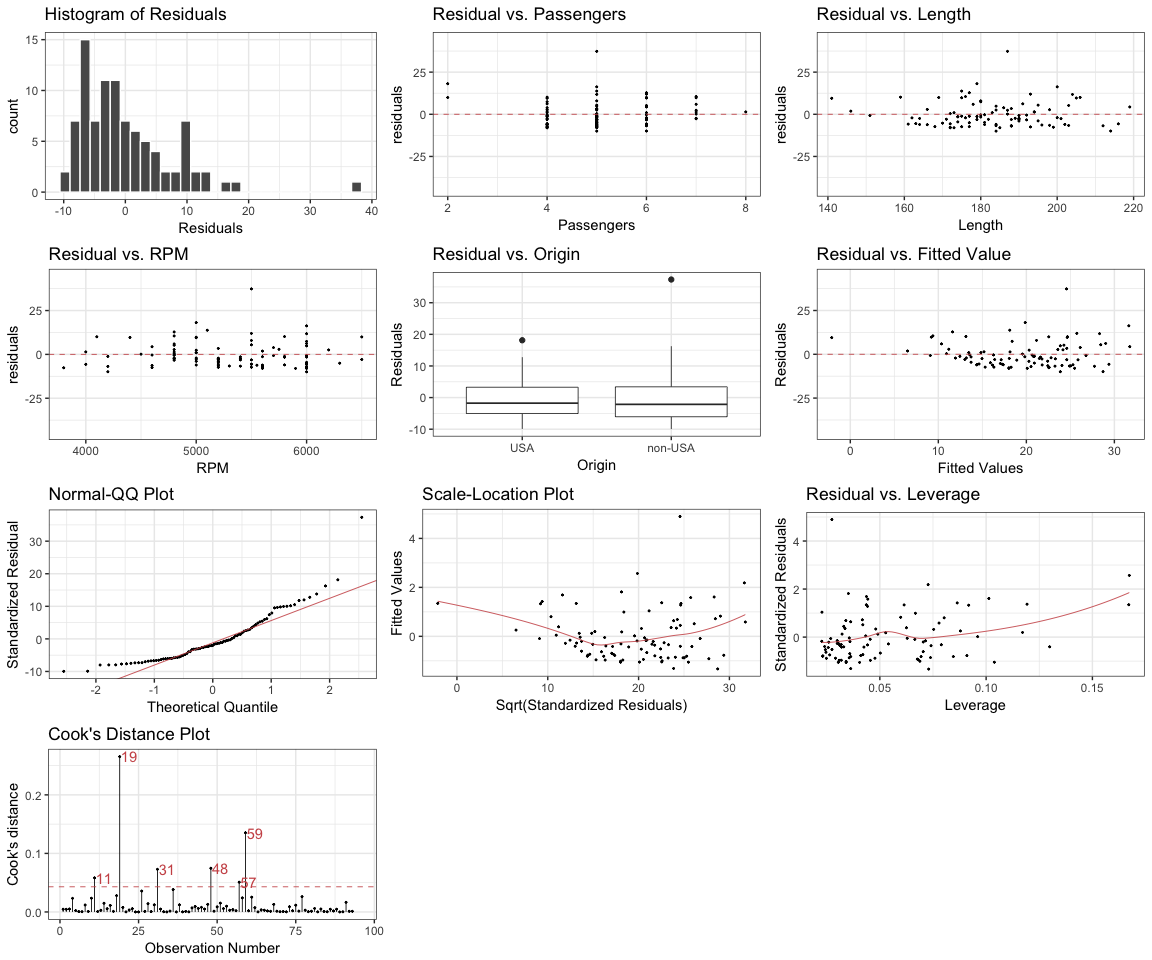 Histogram of Residuals
15
10
5
0
count
-10 0 10 20 30 40
Residuals
Residual vs. Passengers
25
0
-25
residuals
2 4 6 8
Passengers
Residual vs. Length
25
0
-25
residuals
140 160 180 200 220
Length
Residual vs. RPM
25
0
-25
residuals
4000 5000 6000
RPM
Residual vs. Origin
30
20
10
0
-10
Residuals
USA non-USA
Origin
Residual vs. Fitted Value
25
0
-25
Residuals
0 10 20 30
Fitted Values
Normal-QQ Plot
30
20
10
0
-10
Standardized Residual
-2 -1 0 1 2
Theoretical Quantile
Scale-Location Plot
4
2
0
Fitted Values
0 10 20 30
Sqrt(Standardized Residuals)
Residual vs. Leverage
4
2
0
Standardized Residuals
0.05 0.10 0.15
Leverage
Cook's Distance Plot
0.2
0.1
0.0
Cook's distance
19
59
11
31
48
57
0 25 50 75 100
Observation Number